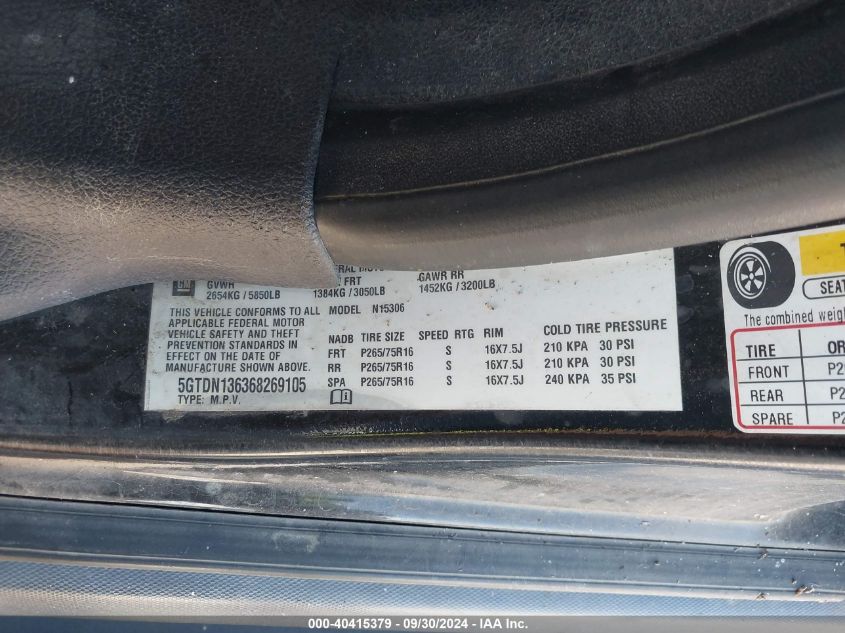 GM
GVWR
2654KG / 5850LB
FRT
1384KG / 3050LB
GAWR RR
1452KG / 3200LB
THIS VEHICLE CONFORMS TO ALL
APPLICABLE FEDERAL MOTOR
VEHICLE SAFETY AND THEFT
PREVENTION STANDARDS IN
EFFECT ON THE DATE OF
MANUFACTURE SHOWN ABOVE.
5GTDN136368269105
TYPE: M.P.V.
MODEL N15306
NADB TIRE SIZE SPEED RTG RIM COLD TIRE PRESSURE
FRT P265/75R16 S 16X7.5J 210 KPA 30 PSI
RR P265/75R16 S 16X7.5J 210 KPA 30 PSI
SPA P265/75R16 S 16X7.5J 240 KPA 35 PSI
SEAT
The combined weig
TIRE OR
FRONT P2
REAR P2
SPARE P2
000-40415379 - 09/30/2024 - IAA Inc.